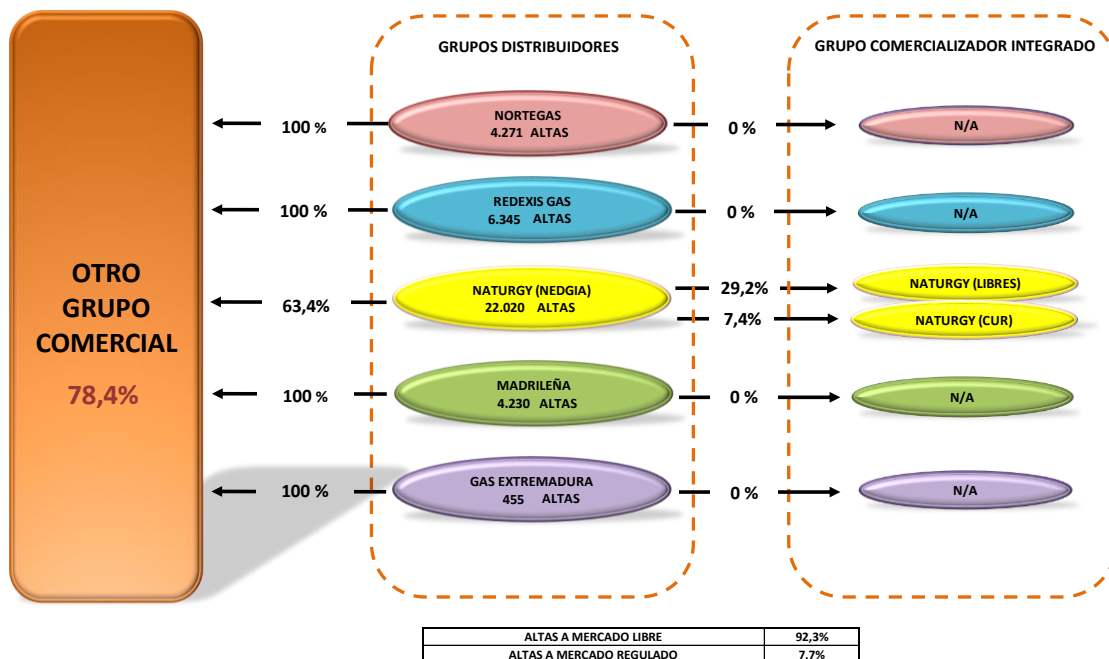 GRUPOS DISTRIBUIDORES
GRUPO COMERCIALIZADOR INTEGRADO
OTRO
GRUPO
COMERCIAL
78,4%
100 %
NORTEGAS
4.271 ALTAS
0 %
N/A
100%
REDEXIS GAS
6.345 ALTAS
0 %
N/A
63,4%
NATURGY (NEDGIA)
22.020 ALTAS
29,2%
NATURGY (LIBRES)
7,4%
NATURGY (CUR)
100%
MADRILEÑA
4.230 ALTAS
0 %
N/A
100 %
GAS EXTREMADURA
455 ALTAS
0 %
N/A
ALTAS A MERCADO LIBRE 92,3%
ALTAS A MERCADO REGULADO 7,7%